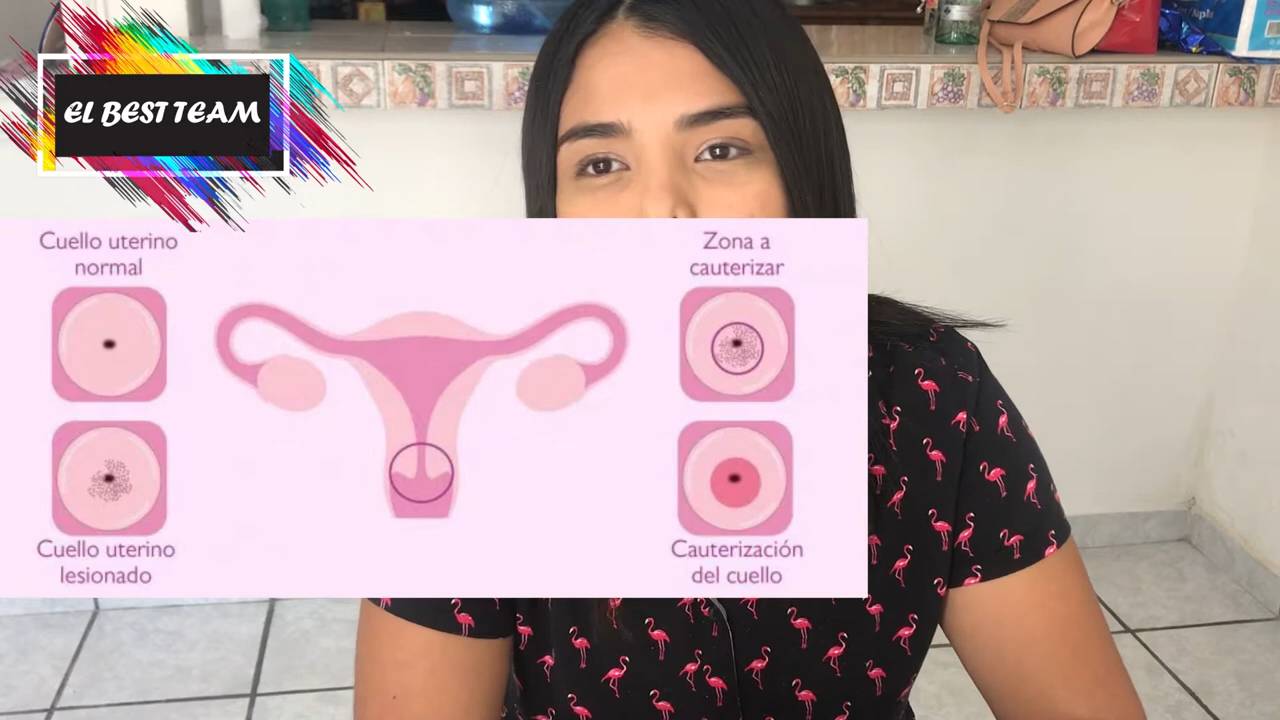 EL BEST TEAM
Cuello uterino
normal
Zona a
cauterizar
Cuello uterino
lesionado
Cauterización
del cuello